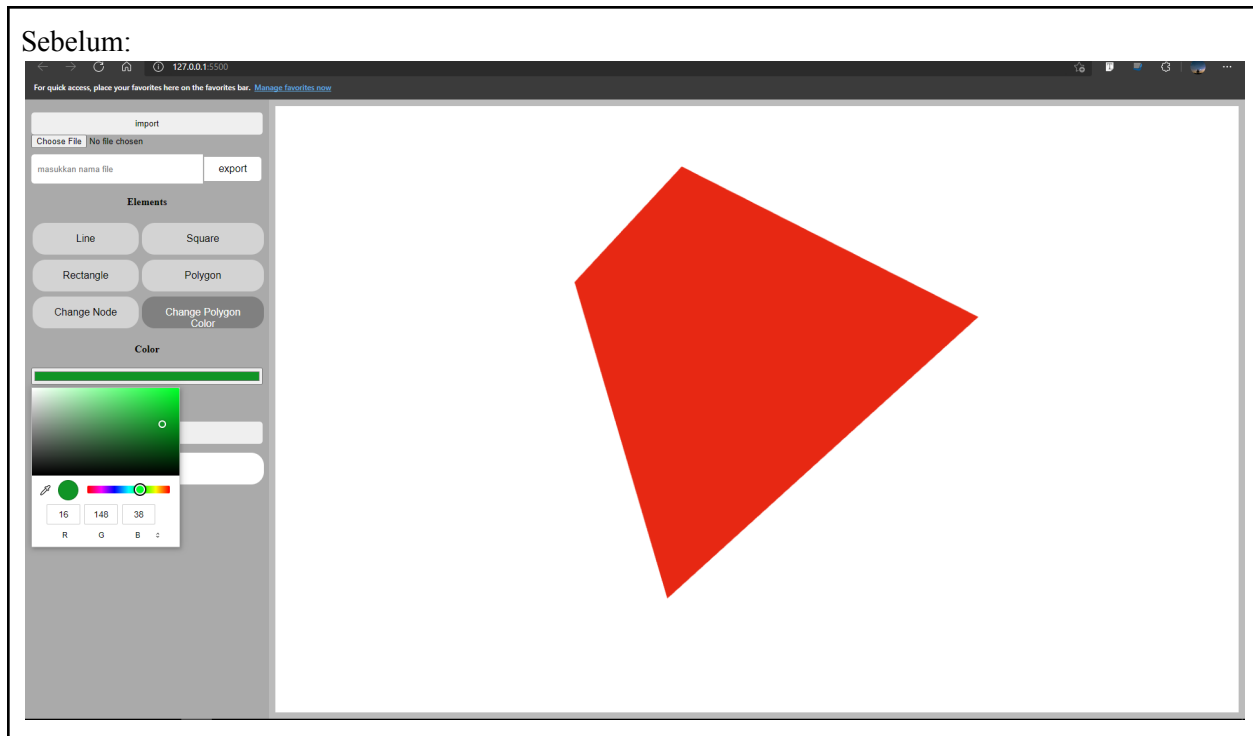 Sebelum:
127.0.0.1:5500
For quick access, place your favorites here on the favorites bar. Manage favorites now
import
Choose File No file chosen
masukkan nama file export
Elements
Line Square
Rectangle Polygon
Change Node Change Polygon
Color
Color
16 148 38
R G B